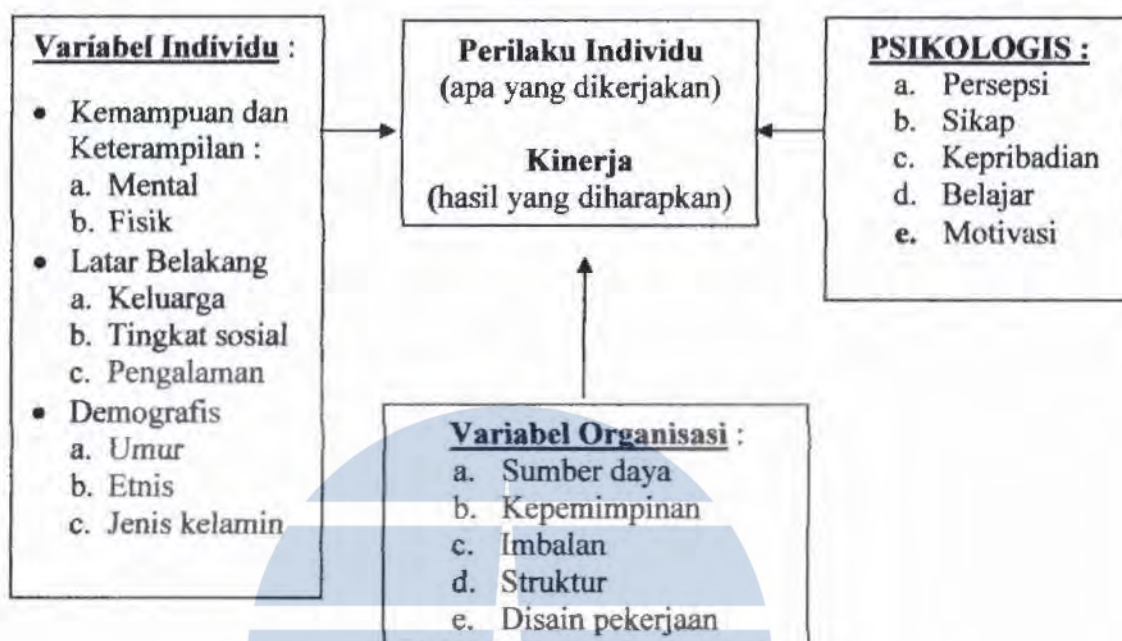 Variabel Individu :
• Kemampuan dan
Keterampilan :
a. Mental
b. Fisik
• Latar Belakang
a. Keluarga
b. Tingkat sosial
c. Pengalaman
• Demografis
a. Umur
b. Etnis
c. Jenis kelamin
Perilaku Individu
(apa yang dikerjakan)
Kinerja
(hasil yang diharapkan)
PSIKOLOGIS :
a. Persepsi
b. Sikap
c. Kepribadian
d. Belajar
e. Motivasi
Variabel Organisasi :
a. Sumber daya
b. Kepemimpinan
c. Imbalan
d. Struktur
e. Disain pekerjaan